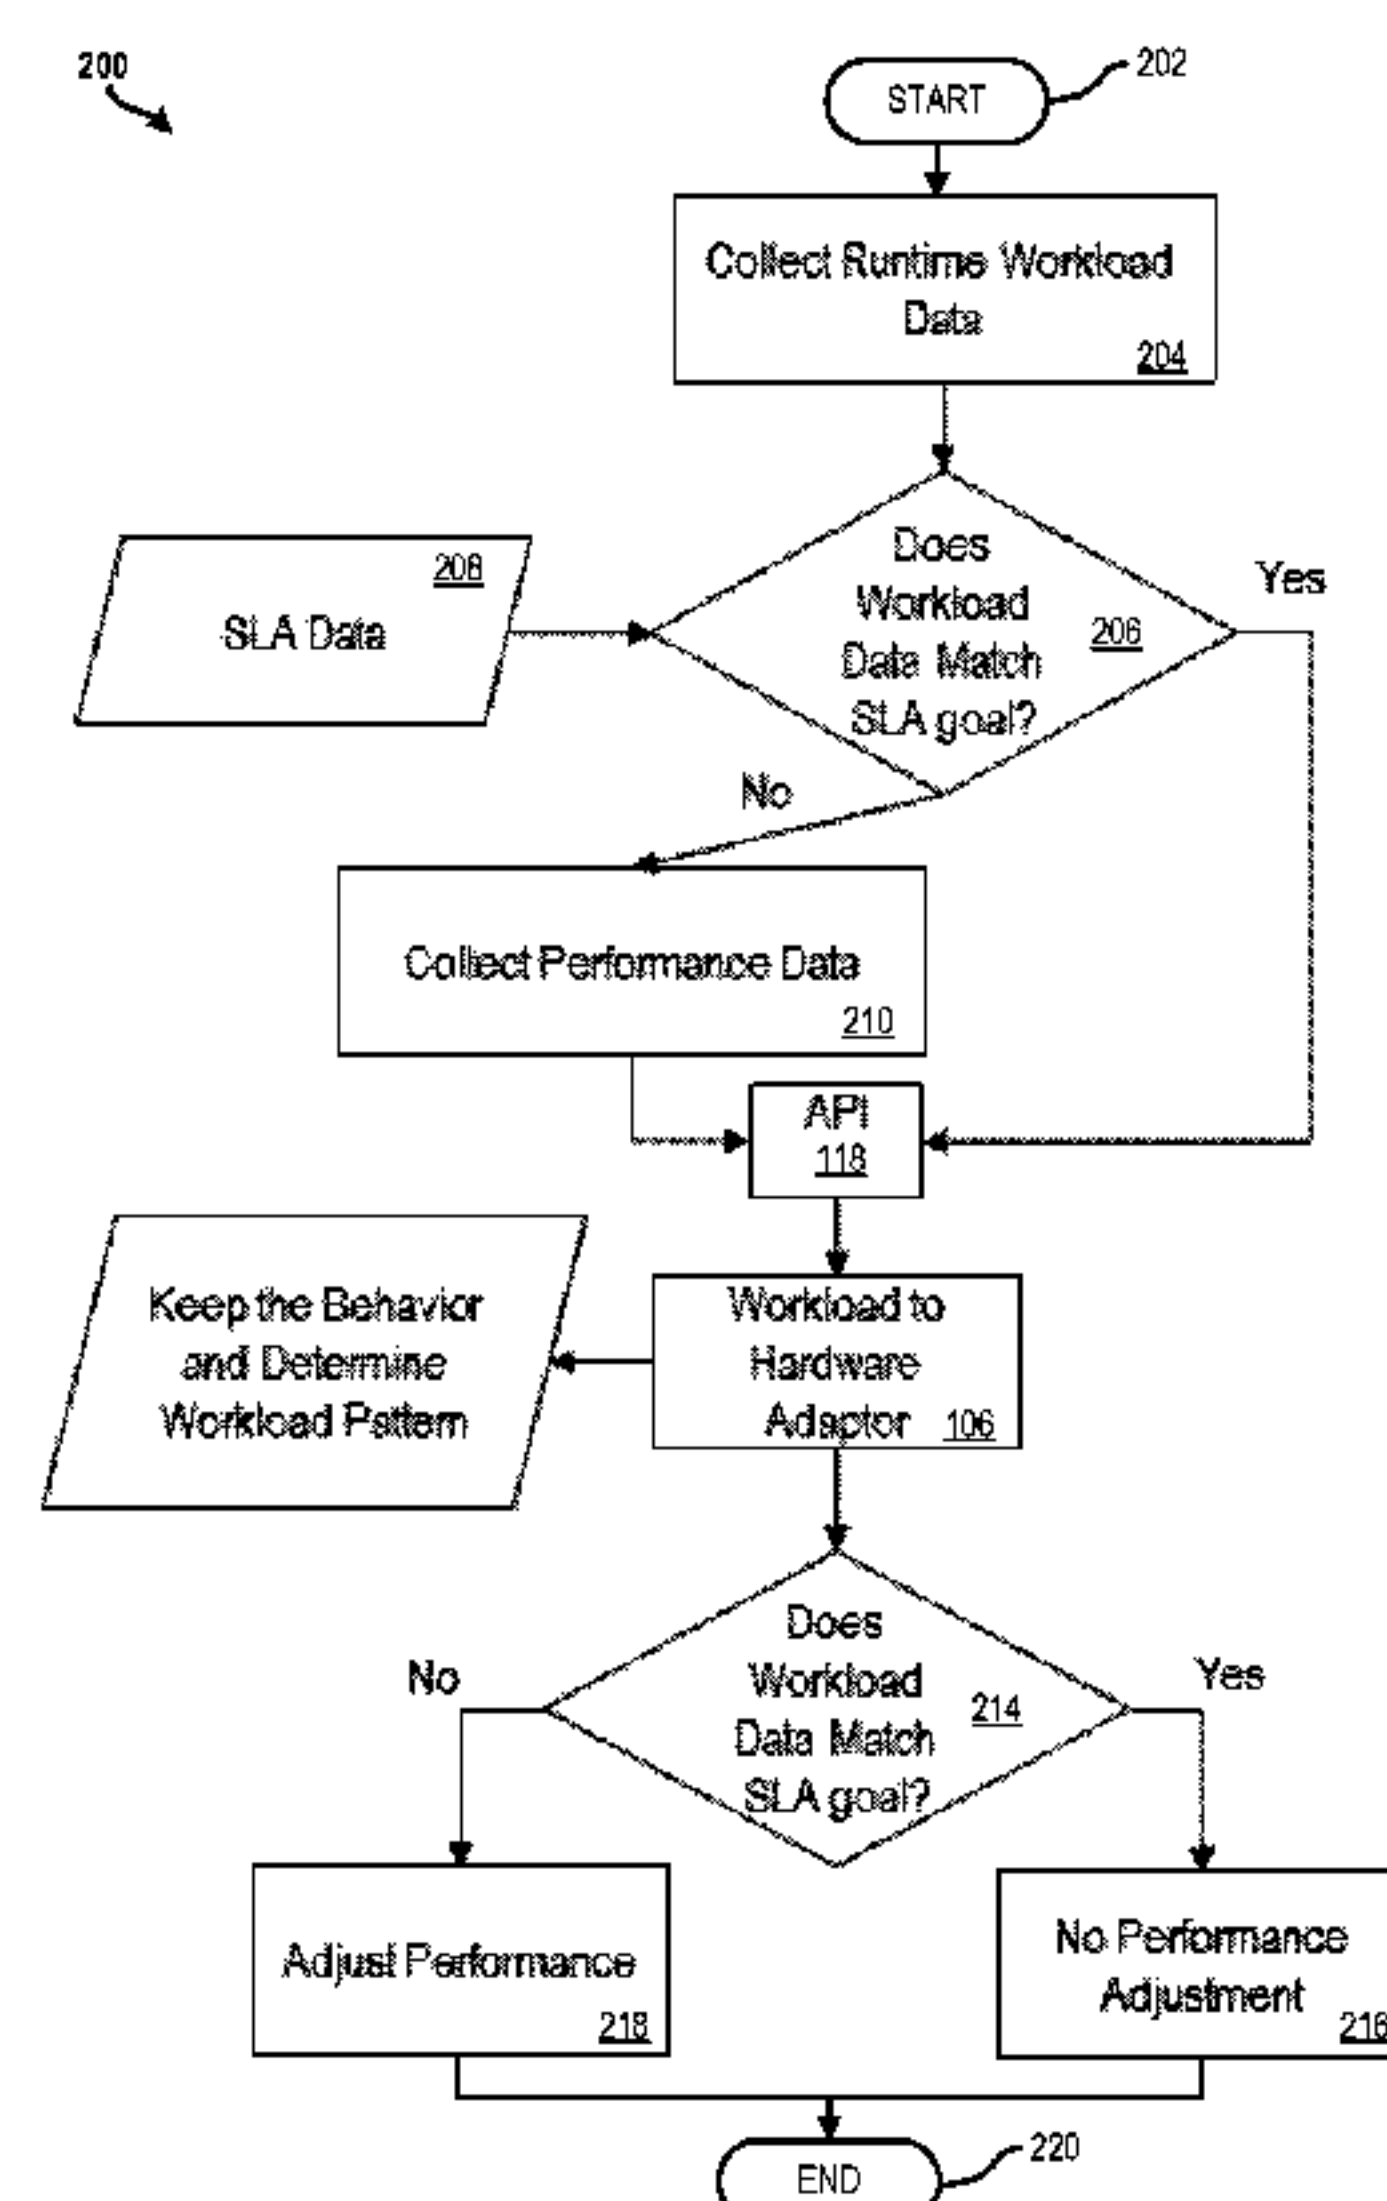 200
START
202
Collect Runtime Workload
Data
204
SLA Data
208
Does
Workload
Data Match
SLA goal?
206
Yes
No
Collect Performance Data
210
API
118
Keep the Behavior
and Determine
Workload Pattern
Workload to
Hardware
Adaptor
106
Does
Workload
Data Match
SLA goal?
214
No
Yes
Adjust Performance
218
No Performance
Adjustment
216
END
220